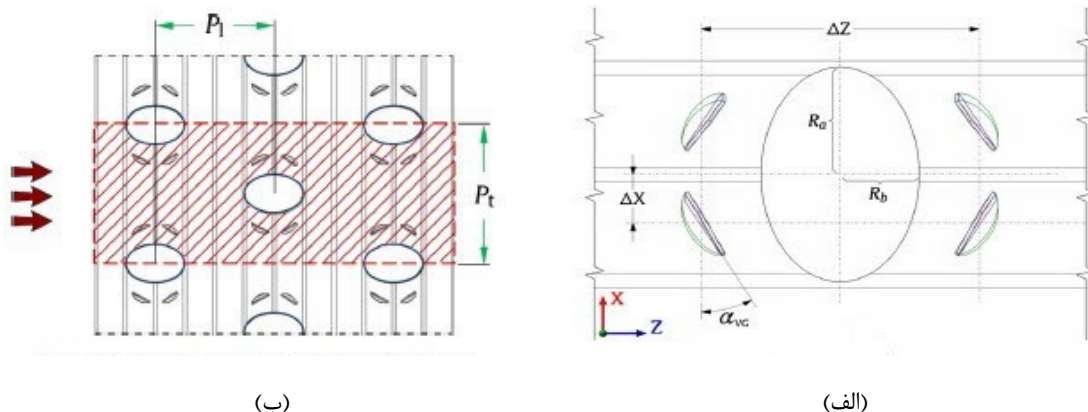 P_l
P_t
(ب)
ΔZ
R_a
R_b
ΔX
α_VG
X
Z
(الف)